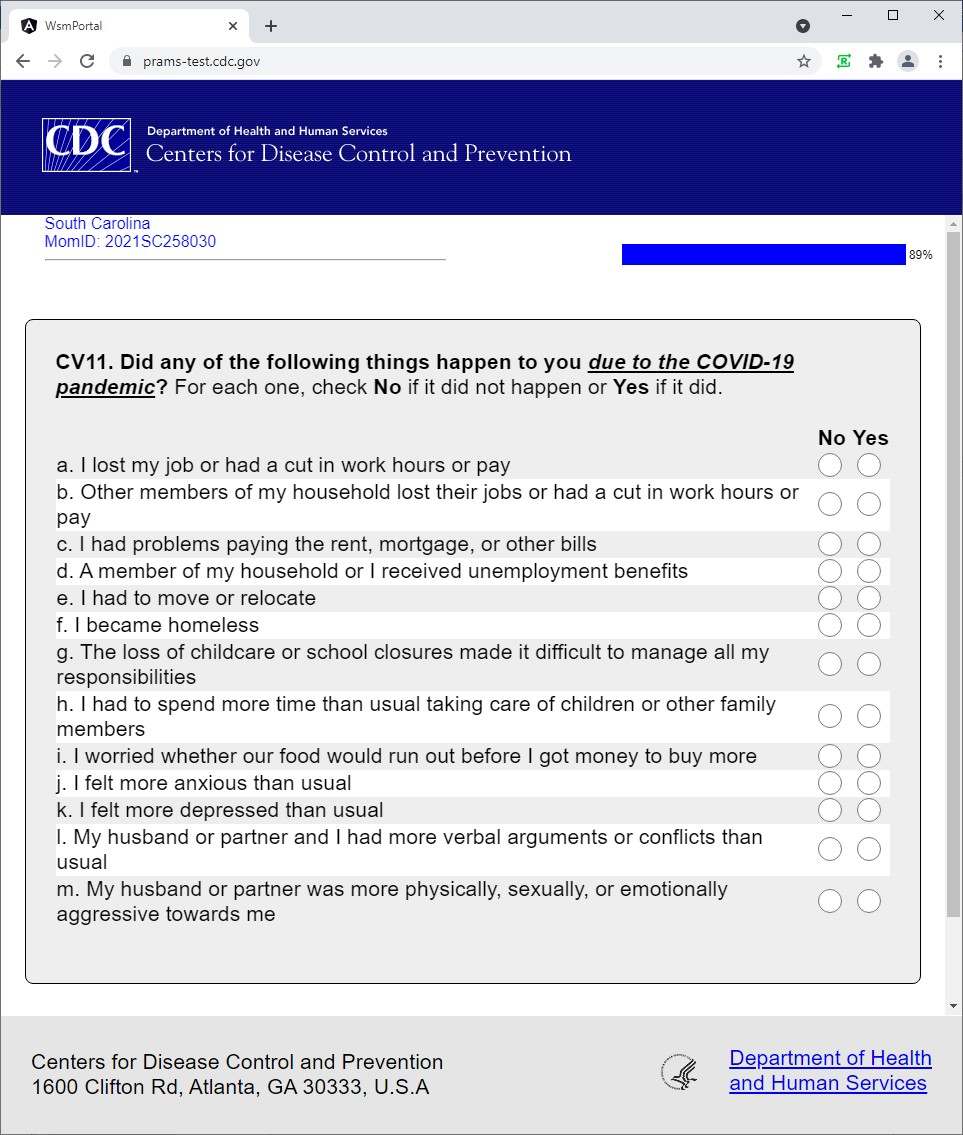 WsmPortal
prams-test.cdc.gov
CDC
Department of Health and Human Services
Centers for Disease Control and Prevention
South Carolina
MomID: 2021SC258030
89%
CV11. Did any of the following things happen to you due to the COVID-19
pandemic? For each one, check No if it did not happen or Yes if it did.
No Yes
a. I lost my job or had a cut in work hours or pay
b. Other members of my household lost their jobs or had a cut in work hours or
pay
c. I had problems paying the rent, mortgage, or other bills
d. A member of my household or I received unemployment benefits
e. I had to move or relocate
f. I became homeless
g. The loss of childcare or school closures made it difficult to manage all my
responsibilities
h. I had to spend more time than usual taking care of children or other family
members
i. I worried whether our food would run out before I got money to buy more
j. I felt more anxious than usual
k. I felt more depressed than usual
l. My husband or partner and I had more verbal arguments or conflicts than
usual
m. My husband or partner was more physically, sexually, or emotionally
aggressive towards me
Centers for Disease Control and Prevention
1600 Clifton Rd, Atlanta, GA 30333, U.S.A
Department of Health
and Human Services